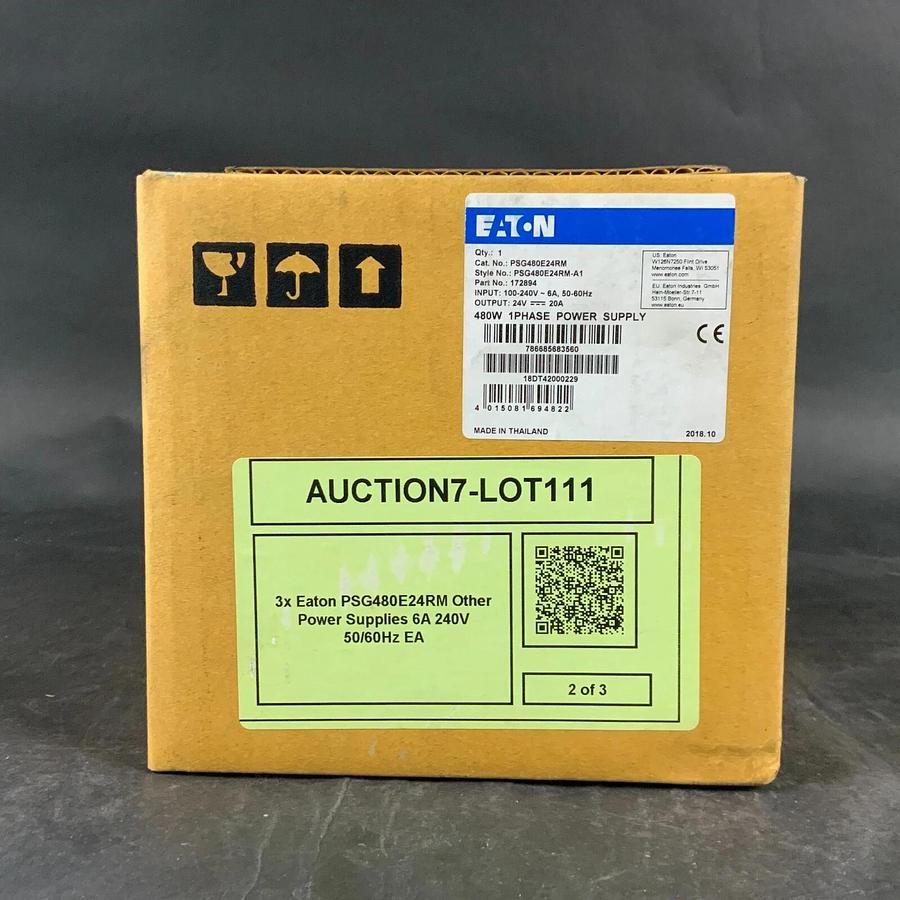 EATON
Qty.: 1
Cat. No.: PSG480E24RM
Style No.: PSG480E24RM-A1
Part No.: 172894
INPUT: 100-240V ~ 6A, 50-60Hz
OUTPUT: 24V ⎓ 20A
480W 1PHASE POWER SUPPLY
US: Eaton
W126N7250 Flint Drive
Menomonee Falls, WI 53051
www.eaton.com
EU: Eaton Industries GmbH
Hein-Moeller-Str.7-11
53115 Bonn, Germany
www.eaton.eu
CE
786685683560
18DT42000229
4 015081 694822
MADE IN THAILAND
2018.10
AUCTION7-LOT111
3x Eaton PSG480E24RM Other
Power Supplies 6A 240V
50/60Hz EA
2 of 3